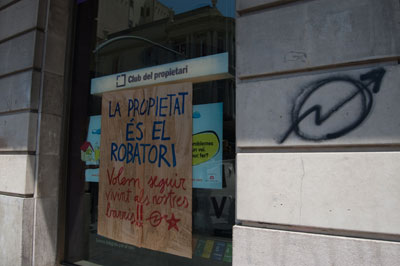 Club del propietari
LA PROPIETAT
ÉS EL
ROBATORI
Volem seguir
vivint als nostres
barris!!